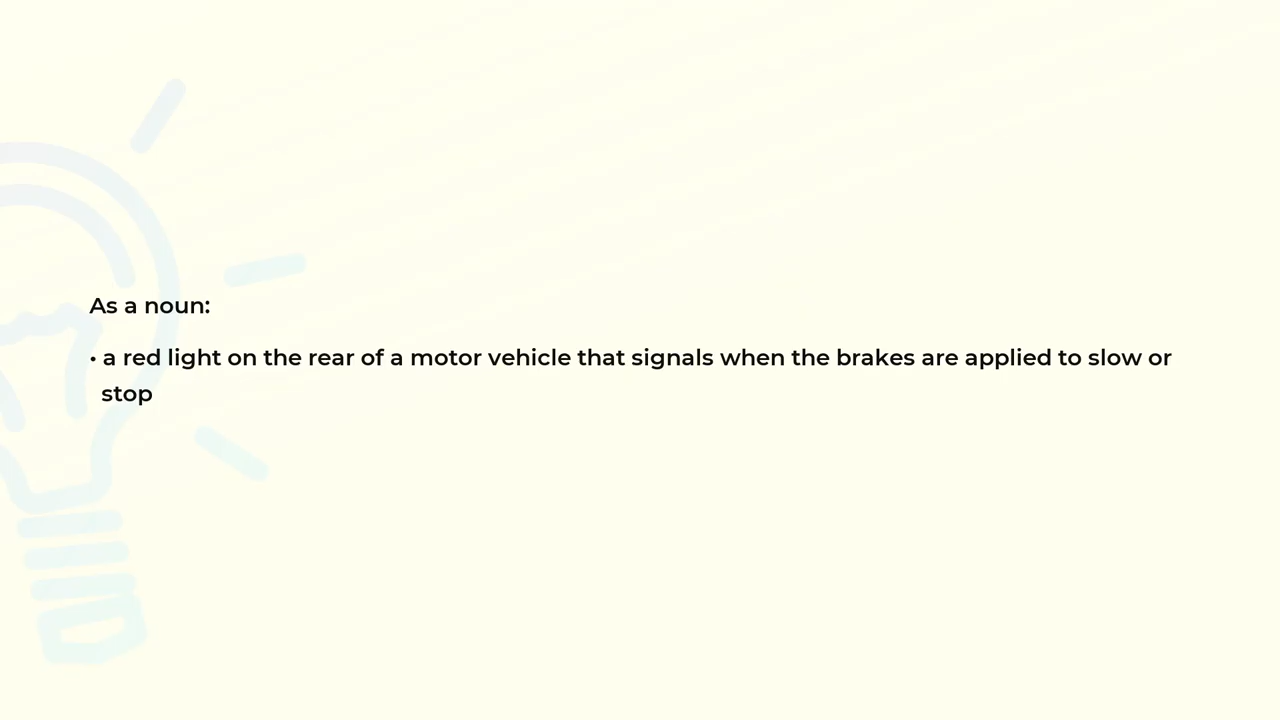 As a noun:
• a red light on the rear of a motor vehicle that signals when the brakes are applied to slow or
stop